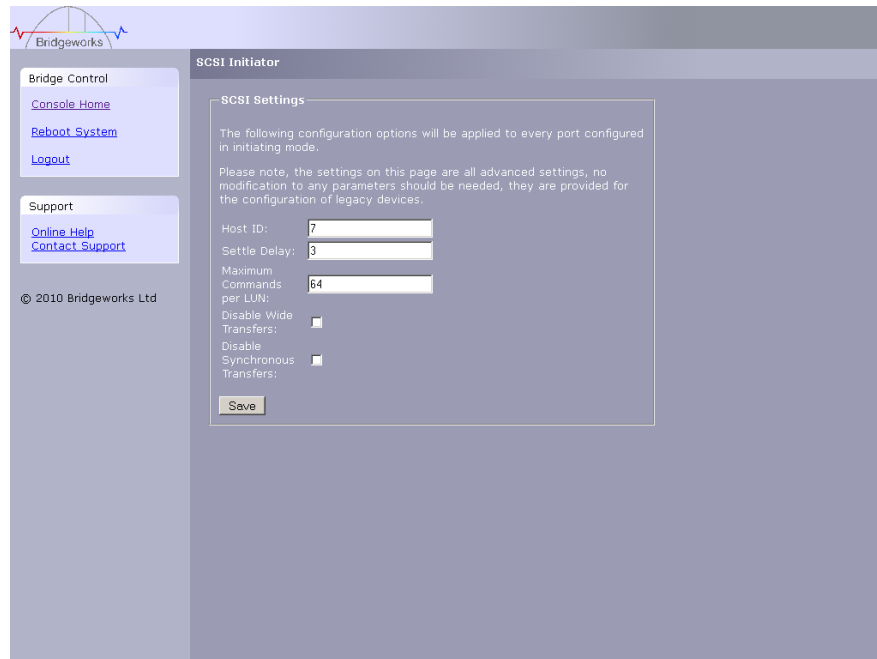 Bridgeworks
SCSI Initiator
Bridge Control
Console Home
Reboot System
Logout
Support
Online Help
Contact Support
© 2010 Bridgeworks Ltd
SCSI Settings
The following configuration options will be applied to every port configured
in initiating mode.
Please note, the settings on this page are all advanced settings, no
modification to any parameters should be needed, they are provided for
the configuration of legacy devices.
Host ID: 7
Settle Delay: 3
Maximum
Commands
per LUN: 64
Disable Wide
Transfers:
Disable
Synchronous
Transfers:
Save